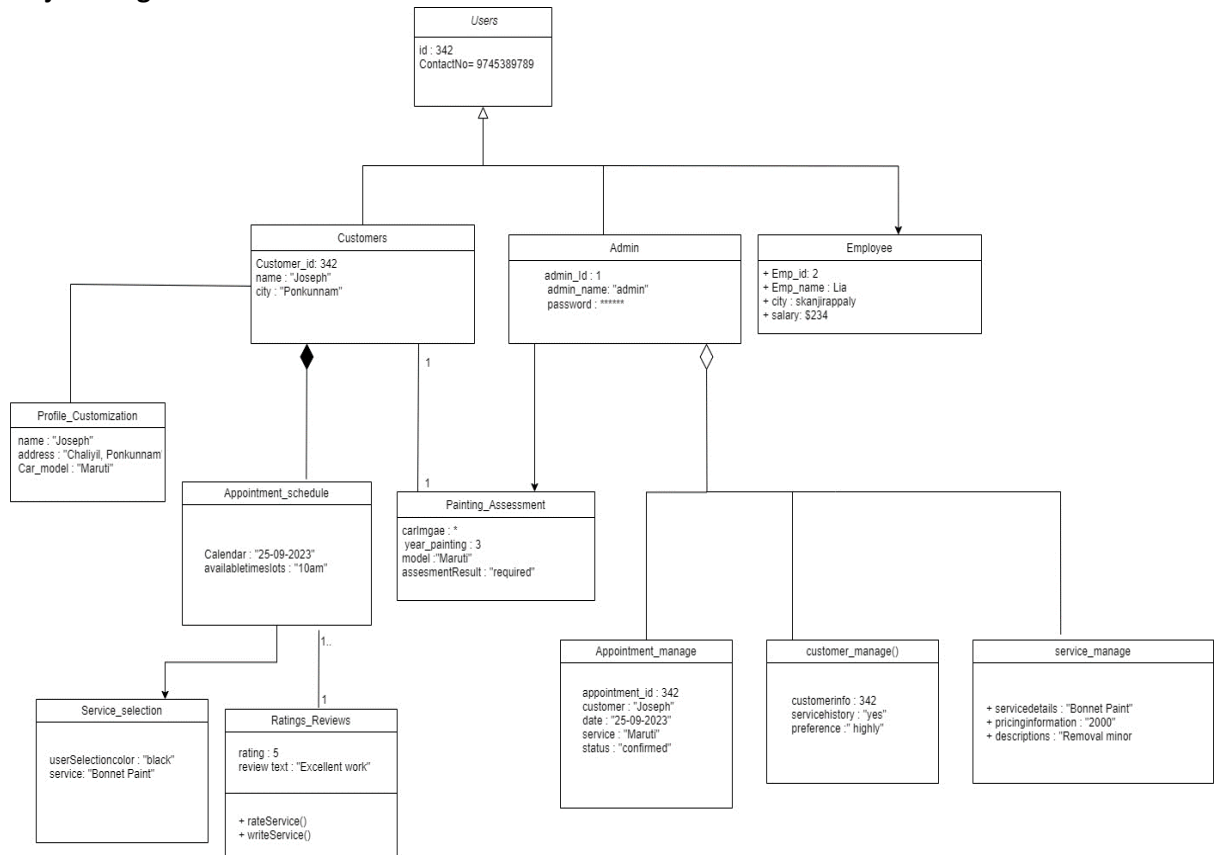 Users
id : 342
ContactNo= 9745389789
Customers
Customer_id: 342
name : "Joseph"
city : "Ponkunnam"
Admin
admin_Id : 1
admin_name: "admin"
password : ******
Employee
+ Emp_id: 2
+ Emp_name : Lia
+ city : skanjirappaly
+ salary: $234
1
Profile_Customization
name : "Joseph"
address : "Chaliyil, Ponkunnam
Car_model : "Maruti"
Appointment_schedule
Calendar : "25-09-2023"
availabletimeslots : "10am"
1
Painting_Assessment
carImgae : *
year_painting : 3
model :"Maruti"
assesmentResult : "required"
1..
1
Service_selection
userSelectioncolor : "black"
service: "Bonnet Paint"
Ratings_Reviews
rating : 5
review text : "Excellent work"
+ rateService()
+ writeService()
Appointment_manage
appointment_id : 342
customer : "Joseph"
date : "25-09-2023"
service : "Maruti"
status : "confirmed"
customer_manage()
customerinfo : 342
servicehistory : "yes"
preference :" highly"
service_manage
+ servicedetails : "Bonnet Paint"
+ pricinginformation : "2000"
+ descriptions : "Removal minor